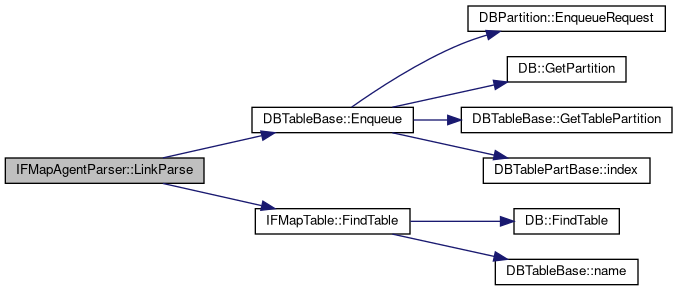 IFMapAgentParser::LinkParse
DBTableBase::Enqueue
DBPartition::EnqueueRequest
DB::GetPartition
DBTableBase::GetTablePartition
DBTablePartBase::index
IFMapTable::FindTable
DB::FindTable
DBTableBase::name